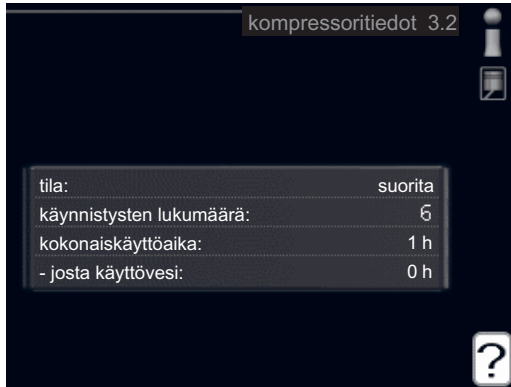 kompressoritiedot 3.2
tila: suorita
käynnistysten lukumäärä: 6
kokonaiskäyttöaika: 1 h
- josta käyttövesi: 0 h
?